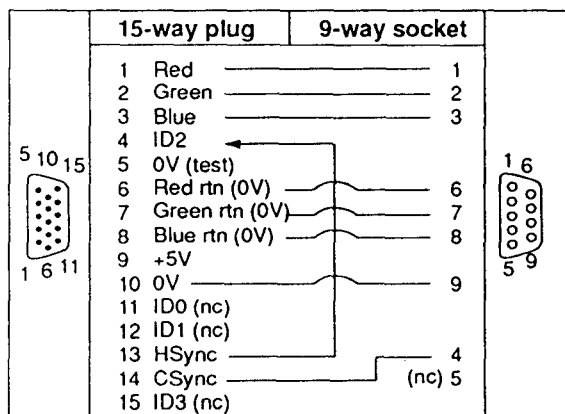 15-way plug 9-way socket
1 Red 1
2 Green 2
3 Blue 3
4 ID2
5 0V (test)
6 Red rtn (0V) 6
7 Green rtn (0V) 7
8 Blue rtn (0V) 8
9 +5V
10 0V 9
11 ID0 (nc)
12 ID1 (nc)
13 HSync 4
14 CSync (nc) 5
15 ID3 (nc)
5 10 15
1 6 11
1 6
5 9